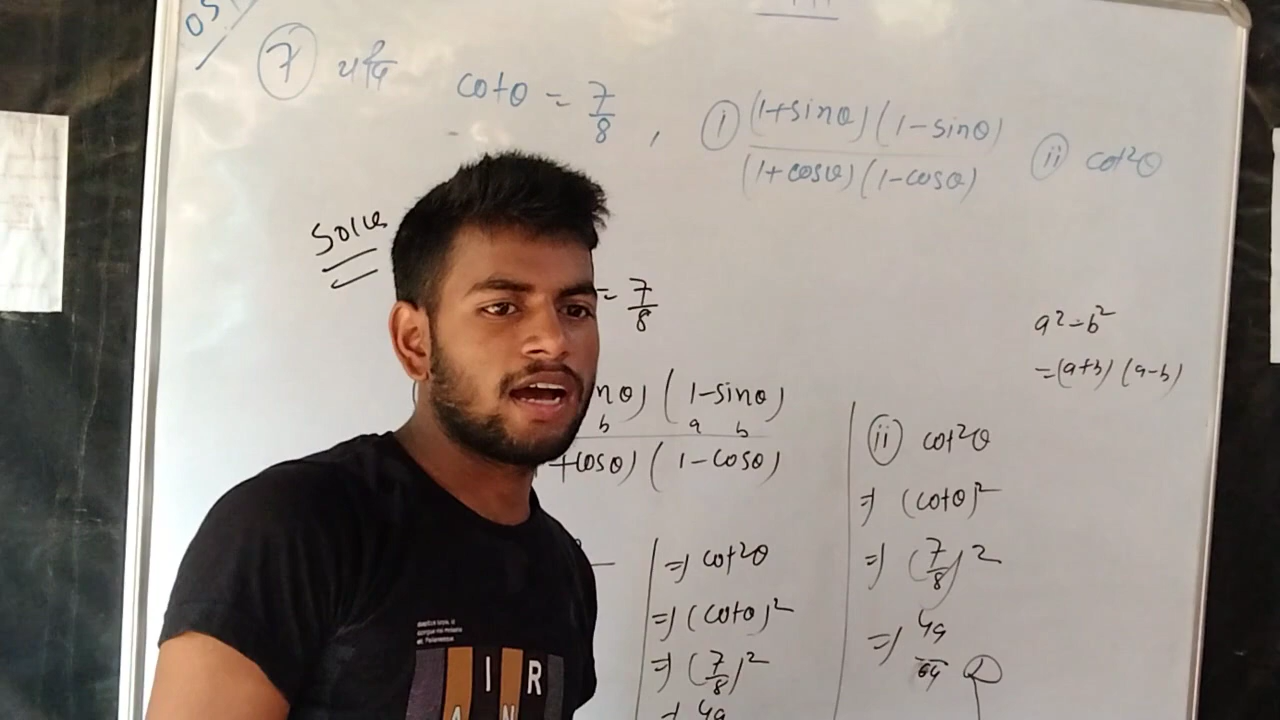 05
⑦ यदि cotθ = 7/8 , ⓘ (1+sinθ)(1-sinθ) / (1+cosθ)(1-cosθ) ⓘⓘ cot²θ
Solve
= 7/8
a²-b²
=(a+b) (a-b)
nθ) (1-sinθ)
b a b
+cosθ) (1-cosθ)
⇒ cot²θ
⇒ (cotθ)²
⇒ (7/8)²
49
ⓘⓘ cot²θ
⇒ (cotθ)²
⇒ (7/8)²
⇒ 49/64
I R
A N